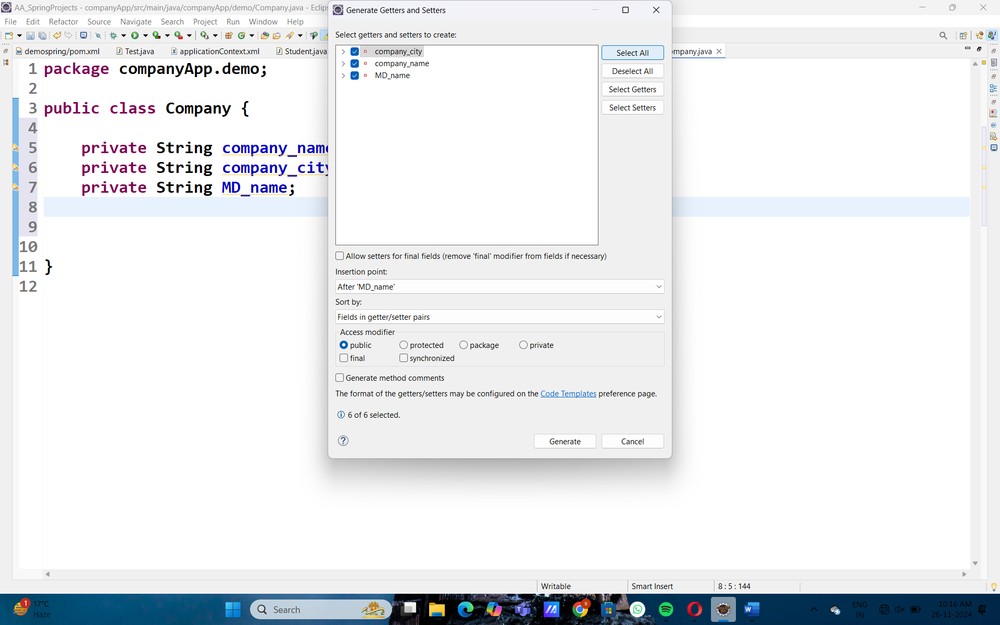 AA_SpringProjects - companyApp/src/main/java/companyApp/demo/Company.java - Eclips
File Edit Refactor Source Navigate Search Project Run Window Help
demospring/pom.xml Test.java applicationContext.xml Student.java
ompany.java
1 package companyApp.demo;
2
3 public class Company {
4
5 private String company_name
6 private String company_city
7 private String MD_name;
8
9
10
11 }
12
Generate Getters and Setters
Select getters and setters to create:
company_city
company_name
MD_name
Select All
Deselect All
Select Getters
Select Setters
Allow setters for final fields (remove 'final' modifier from fields if necessary)
Insertion point:
After 'MD_name'
Sort by:
Fields in getter/setter pairs
Access modifier
public protected package private
final synchronized
Generate method comments
The format of the getters/setters may be configured on the Code Templates preference page.
6 of 6 selected.
Generate Cancel
Writable Smart Insert 8 : 5 : 144
1
17°C
Haze
Search
ENG
IN
10:16 AM
26-11-2024